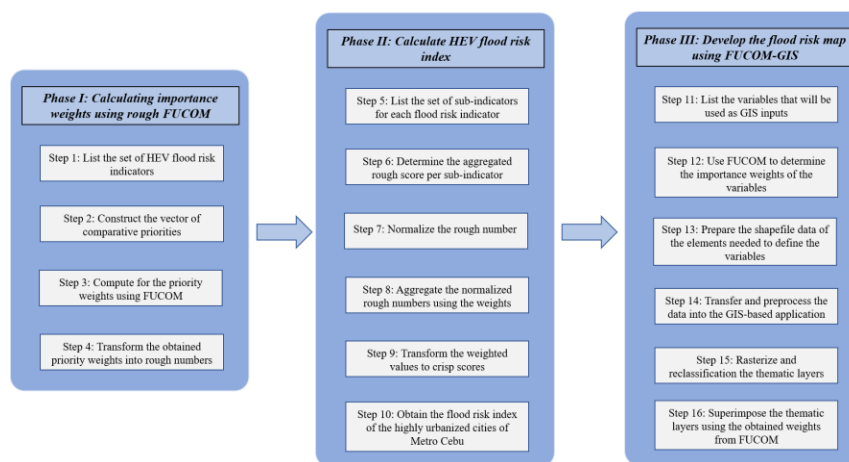 Phase I: Calculating importance
weights using rough FUCOM
Step 1: List the set of HEV flood risk
indicators
Step 2: Construct the vector of
comparative priorities
Step 3: Compute for the priority
weights using FUCOM
Step 4: Transform the obtained
priority weights into rough numbers
Phase II: Calculate HEV flood risk
index
Step 5: List the set of sub-indicators
for each flood risk indicator
Step 6: Determine the aggregated
rough score per sub-indicator
Step 7: Normalize the rough number
Step 8: Aggregate the normalized
rough numbers using the weights
Step 9: Transform the weighted
values to crisp scores
Step 10: Obtain the flood risk index
of the highly urbanized cities of
Metro Cebu
Phase III: Develop the flood risk map
using FUCOM-GIS
Step 11: List the variables that will be
used as GIS inputs
Step 12: Use FUCOM to determine
the importance weights of the
variables
Step 13: Prepare the shapefile data of
the elements needed to define the
variables
Step 14: Transfer and preprocess the
data into the GIS-based application
Step 15: Rasterize and
reclassification the thematic layers
Step 16: Superimpose the thematic
layers using the obtained weights
from FUCOM